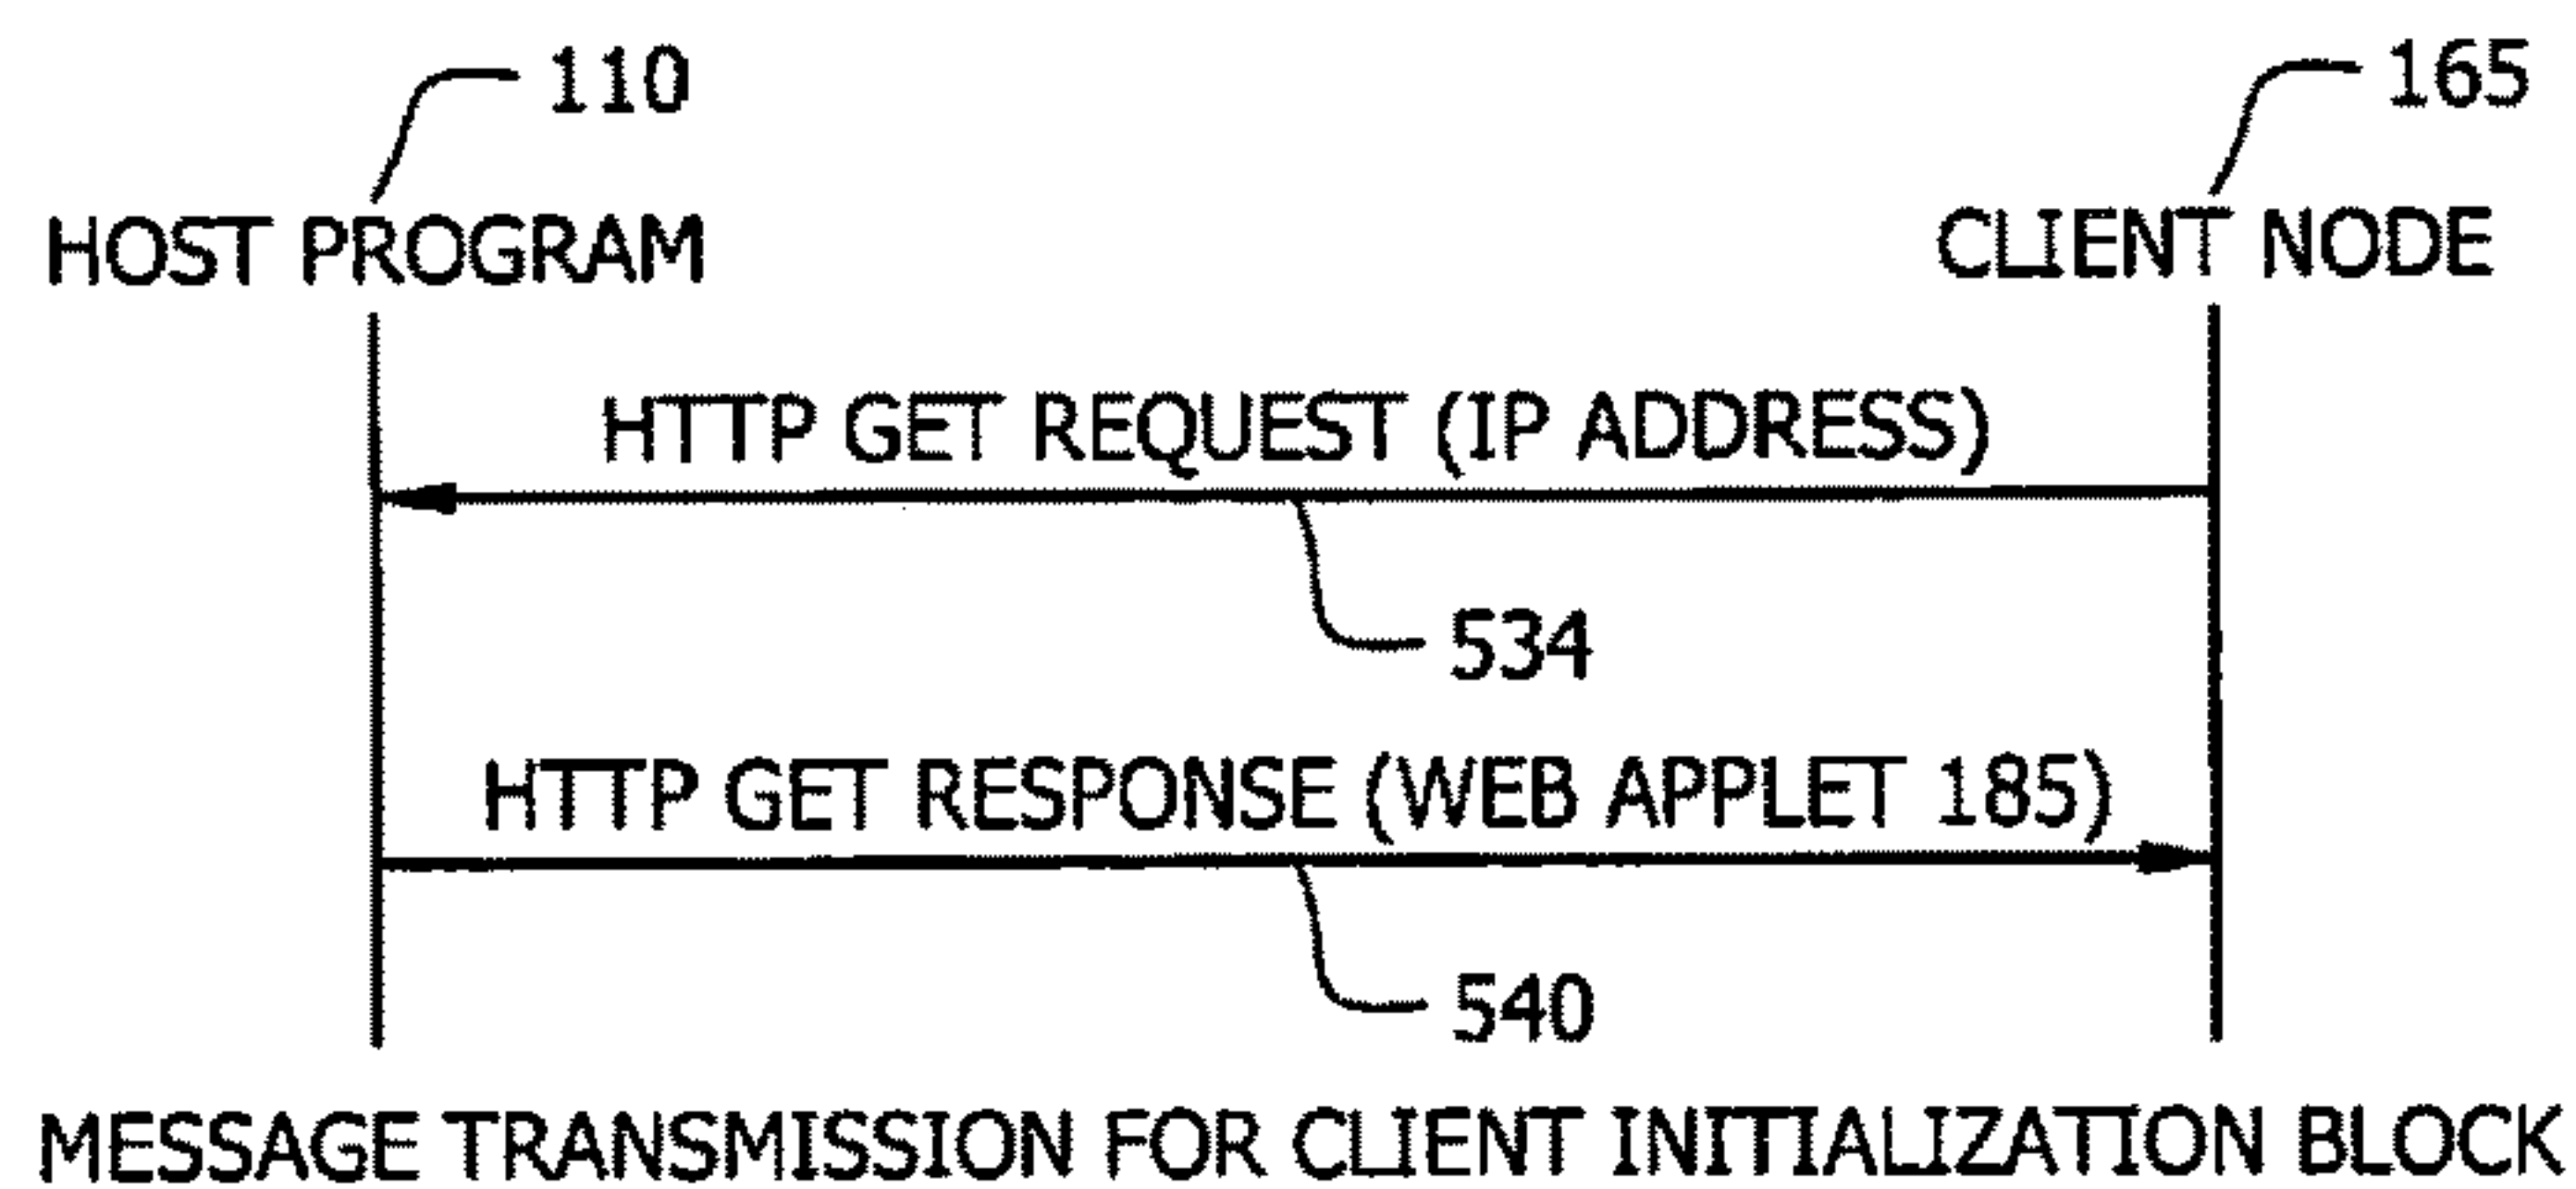 110
165
HOST PROGRAM
CLIENT NODE
HTTP GET REQUEST (IP ADDRESS)
534
HTTP GET RESPONSE (WEB APPLET 185)
540
MESSAGE TRANSMISSION FOR CLIENT INITIALIZATION BLOCK